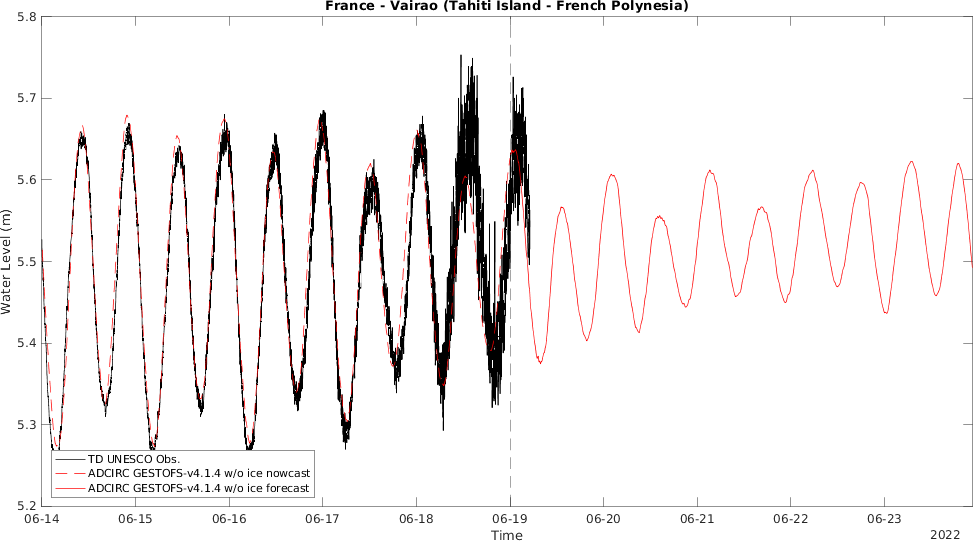 France - Vairao (Tahiti Island - French Polynesia)
5.8
5.7
5.6
5.5
5.4
5.3
5.2
Water Level (m)
TD UNESCO Obs.
ADCIRC GESTOFS-v4.1.4 w/o ice nowcast
ADCIRC GESTOFS-v4.1.4 w/o ice forecast
06-14 06-15 06-16 06-17 06-18 06-19 06-20 06-21 06-22 06-23
Time
2022